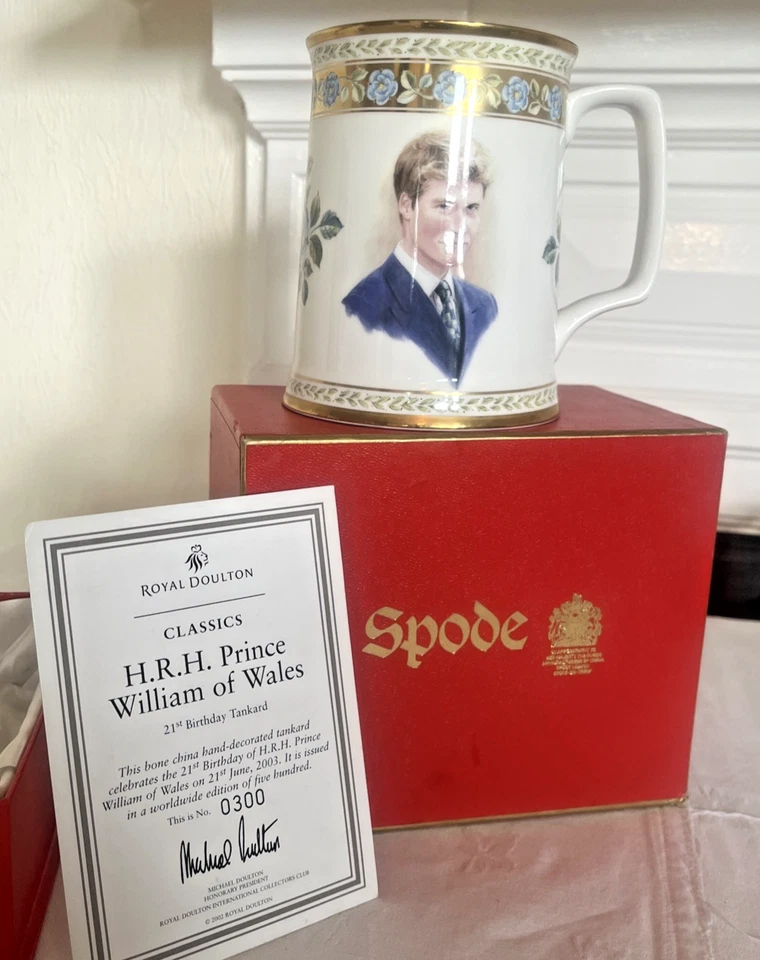 Spode
ROYAL DOULTON
CLASSICS
H.R.H. Prince
William of Wales
21st Birthday Tankard
This bone china hand-decorated tankard
celebrates the 21st Birthday of H.R.H. Prince
William of Wales on 21st June, 2003. It is issued
in a worldwide edition of five hundred.
This is No. 0300
Michael Doulton
MICHAEL DOULTON
HONORARY PRESIDENT
ROYAL DOULTON INTERNATIONAL COLLECTORS CLUB
© 2002 ROYAL DOULTON